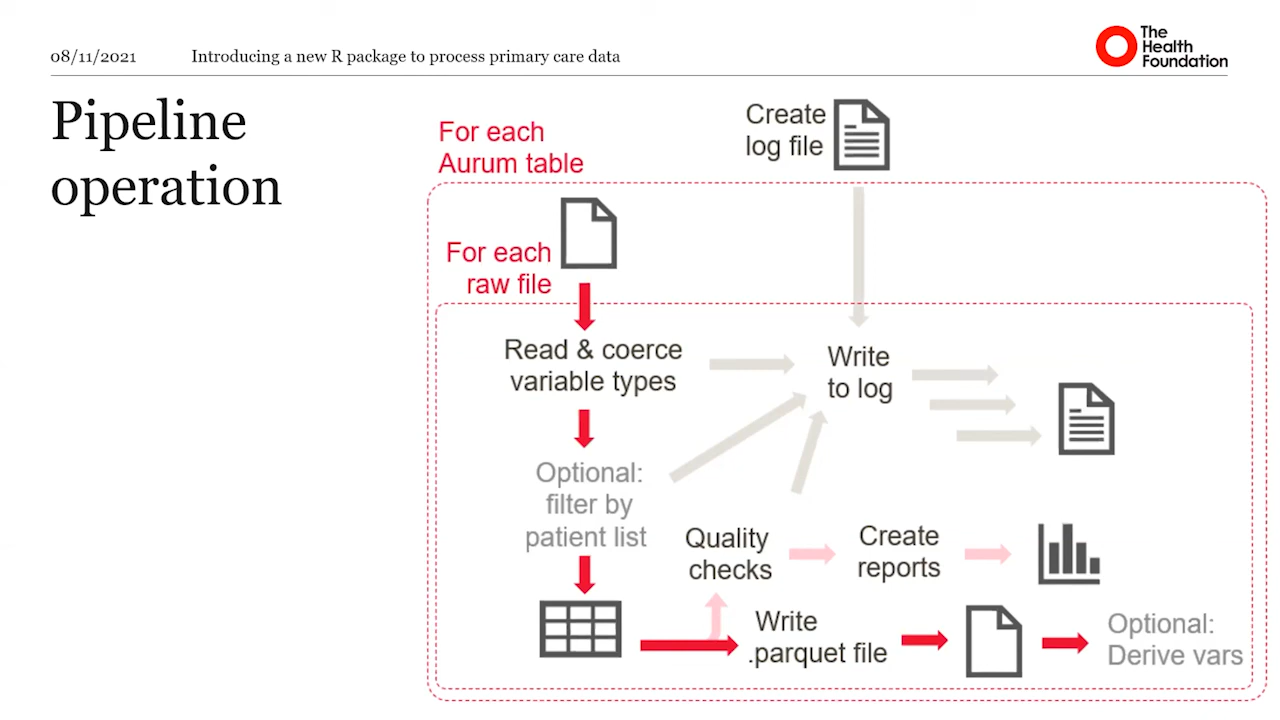 08/11/2021
Introducing a new R package to process primary care data
The
Health
Foundation
Pipeline
operation
For each
Aurum table
Create
log file
For each
raw file
Read & coerce
variable types
Write
to log
Optional:
filter by
patient list
Quality
checks
Create
reports
Write
.parquet file
Optional:
Derive vars